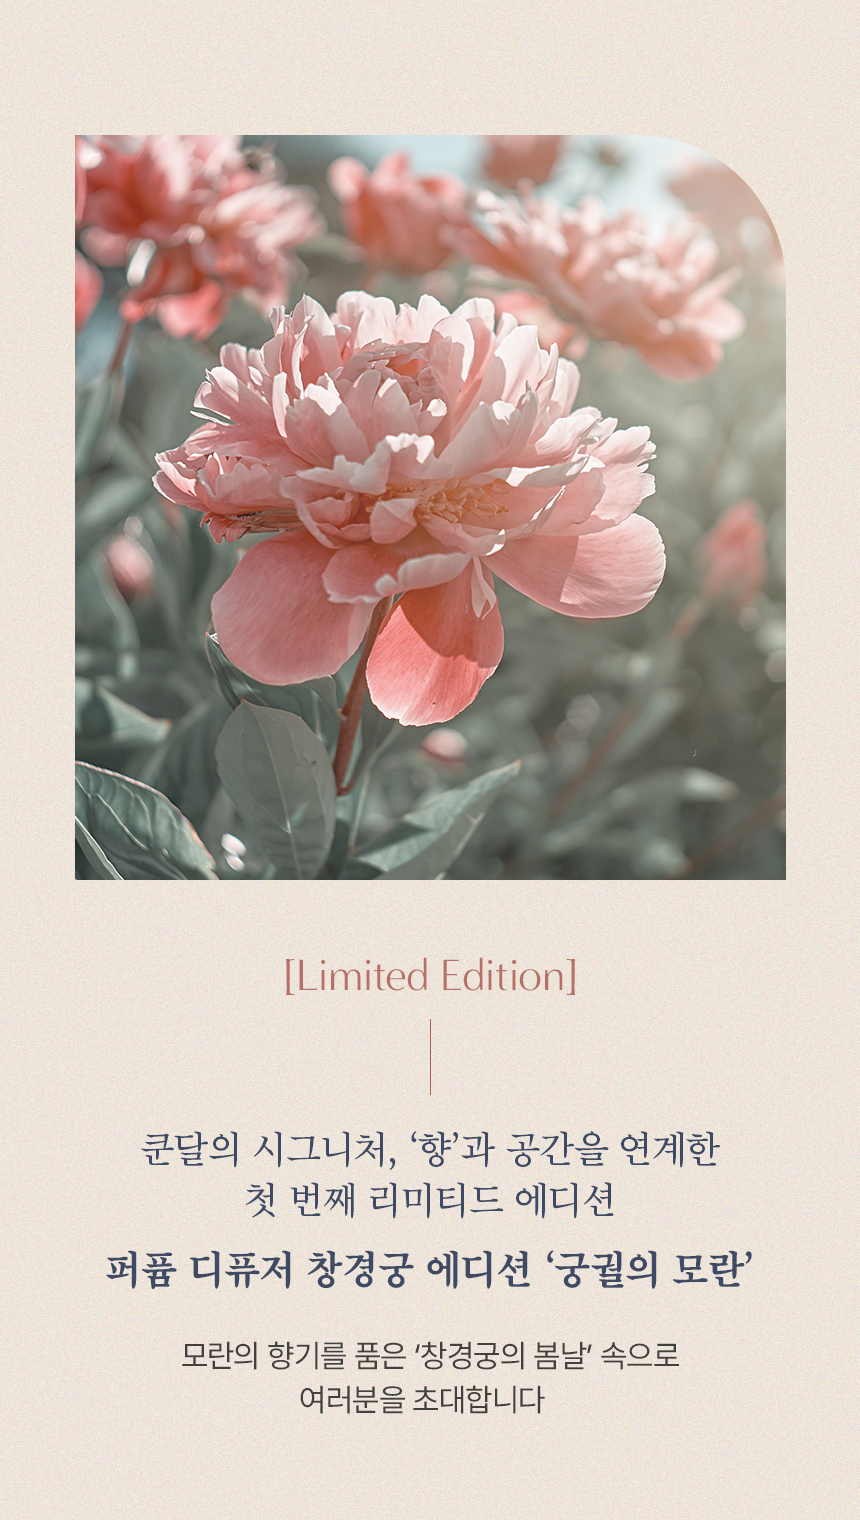 [Limited Edition]
쿤달의 시그니처, ‘향’과 공간을 연계한
첫 번째 리미티드 에디션
퍼퓸 디퓨저 창경궁 에디션 ‘궁궐의 모란’
모란의 향기를 품은 ‘창경궁의 봄날’ 속으로
여러분을 초대합니다